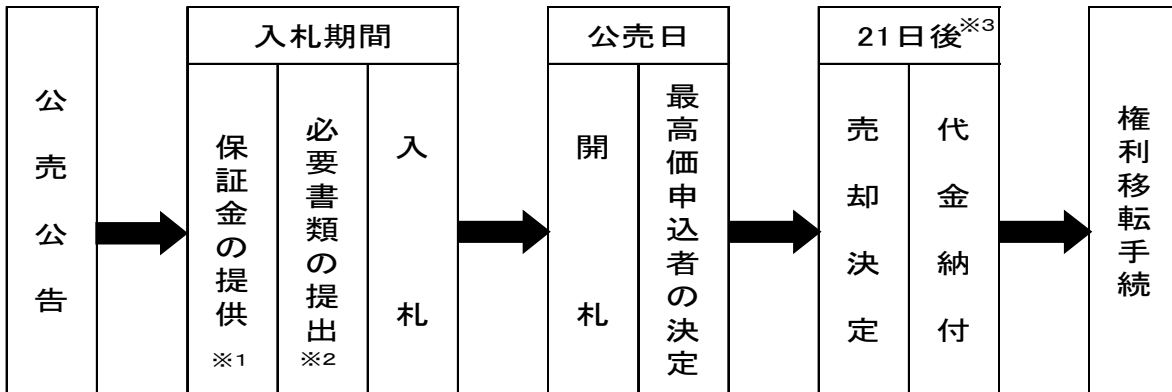 公売公告
入札期間
保証金の提供※1
必要書類の提出※2
入札
公売日
開札
最高価申込者の決定
21日後※3
売却決定
代金納付
権利移転手続